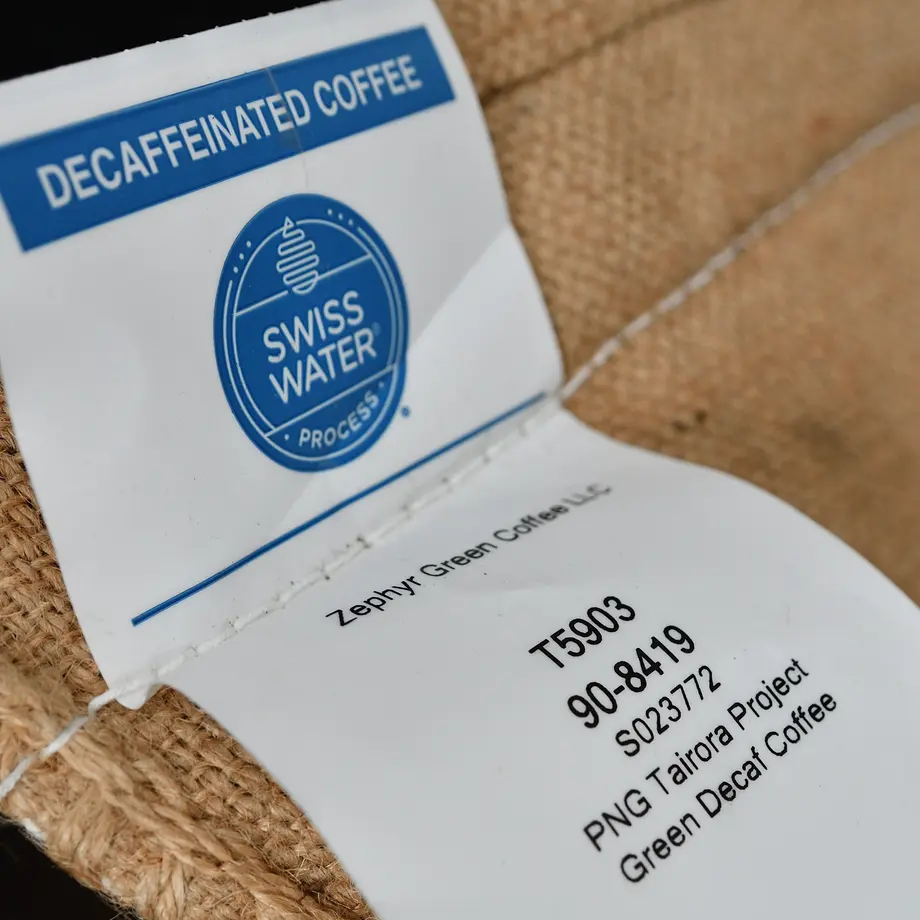 DECAFFEINATED COFFEE
SWISS
WATER®
PROCESS
Zephyr Green Coffee LLC
T5903
90-8419
S023772
PNG Tairora Project
Green Decaf Coffee